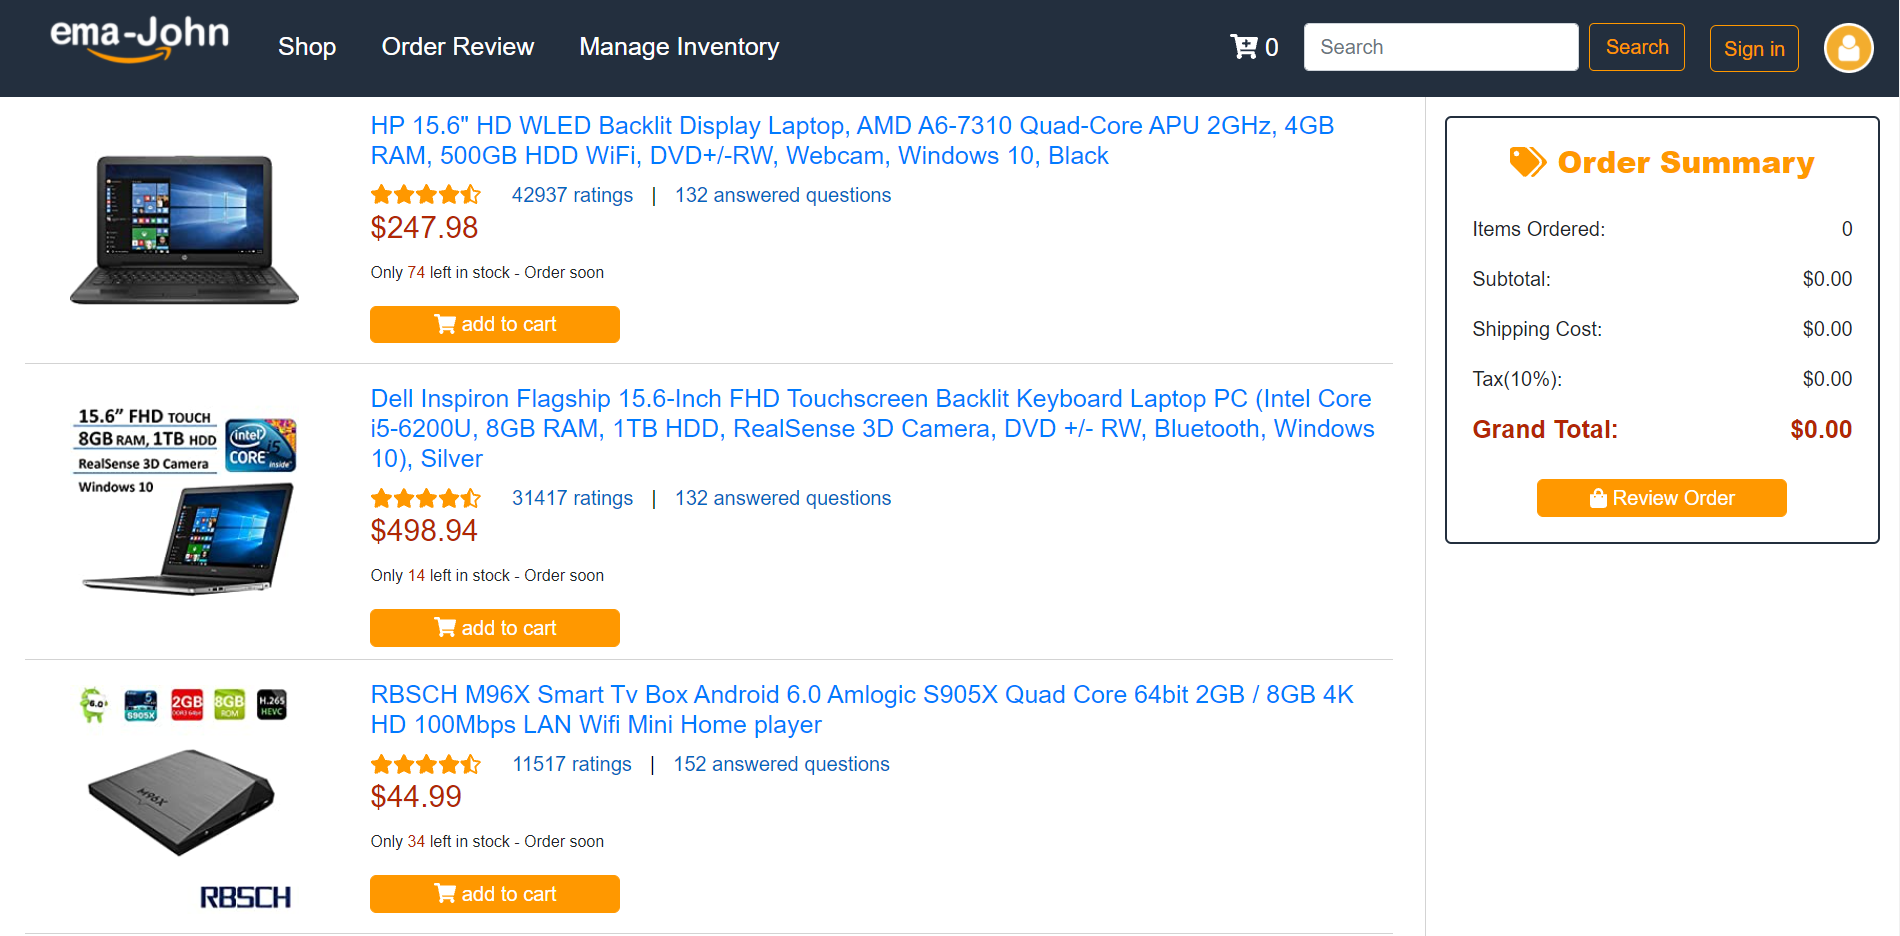 ema-John
Shop
Order Review
Manage Inventory
0
Search
Search
Sign in
HP 15.6" HD WLED Backlit Display Laptop, AMD A6-7310 Quad-Core APU 2GHz, 4GB
RAM, 500GB HDD WiFi, DVD+/-RW, Webcam, Windows 10, Black
42937 ratings | 132 answered questions
$247.98
Only 74 left in stock - Order soon
add to cart
15.6” FHD TOUCH
8GB RAM, 1TB HDD
RealSense 3D Camera
Windows 10
intel
CORE i5
inside
Dell Inspiron Flagship 15.6-Inch FHD Touchscreen Backlit Keyboard Laptop PC (Intel Core
i5-6200U, 8GB RAM, 1TB HDD, RealSense 3D Camera, DVD +/- RW, Bluetooth, Windows
10), Silver
31417 ratings | 132 answered questions
$498.94
Only 14 left in stock - Order soon
add to cart
6.0
S905X
2GB
8GB
ROM
H.265
HEVC
M96X
RBSCH
RBSCH M96X Smart Tv Box Android 6.0 Amlogic S905X Quad Core 64bit 2GB / 8GB 4K
HD 100Mbps LAN Wifi Mini Home player
11517 ratings | 152 answered questions
$44.99
Only 34 left in stock - Order soon
add to cart
Order Summary
Items Ordered: 0
Subtotal: $0.00
Shipping Cost: $0.00
Tax(10%): $0.00
Grand Total: $0.00
Review Order